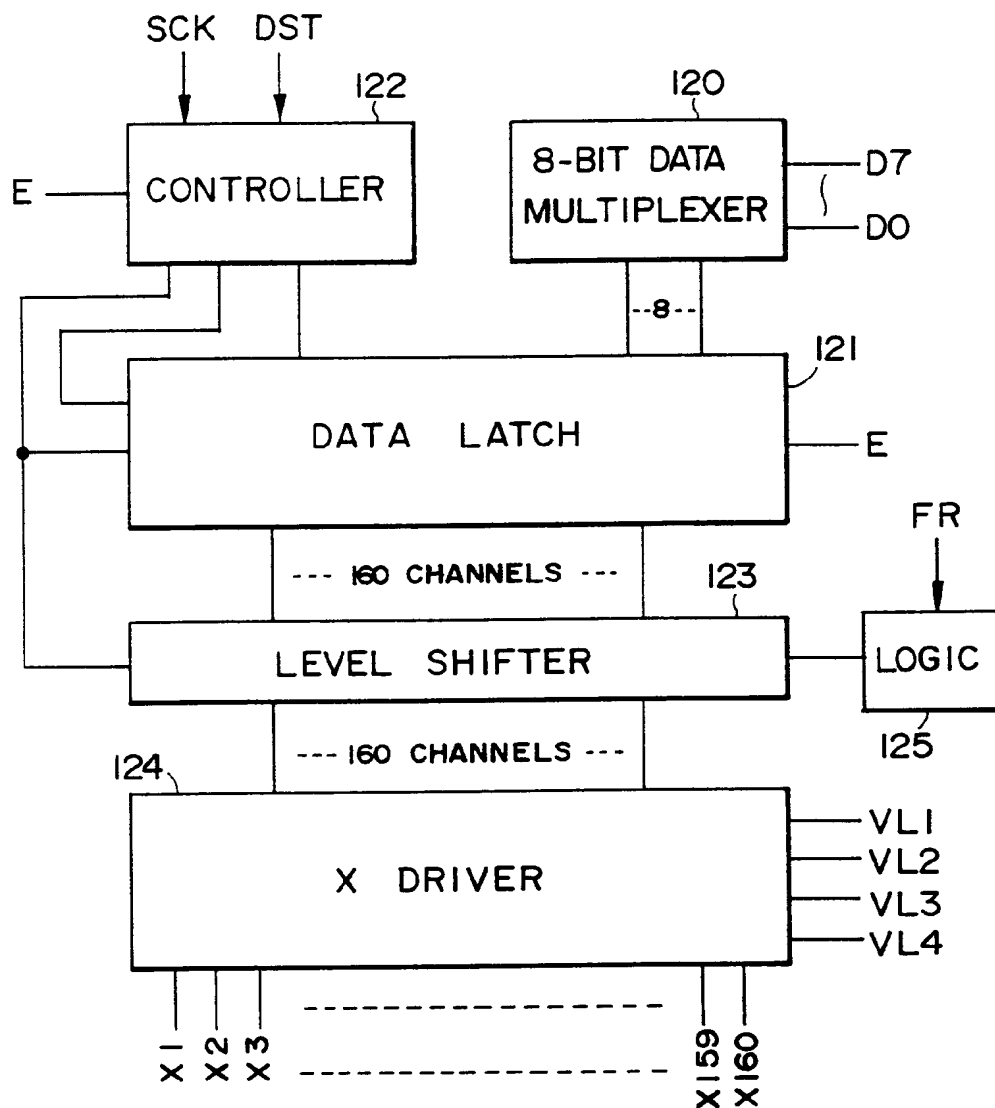 SCK DST
122
120
E
CONTROLLER
8-BIT DATA
MULTIPLEXER
D7
D0
--8---
121
DATA LATCH
E
FR
--- 160 CHANNELS ---
123
LEVEL SHIFTER
LOGIC
125
--- 160 CHANNELS ---
124
X DRIVER
VL1
VL2
VL3
VL4
X1
X2
X3
X159
X160